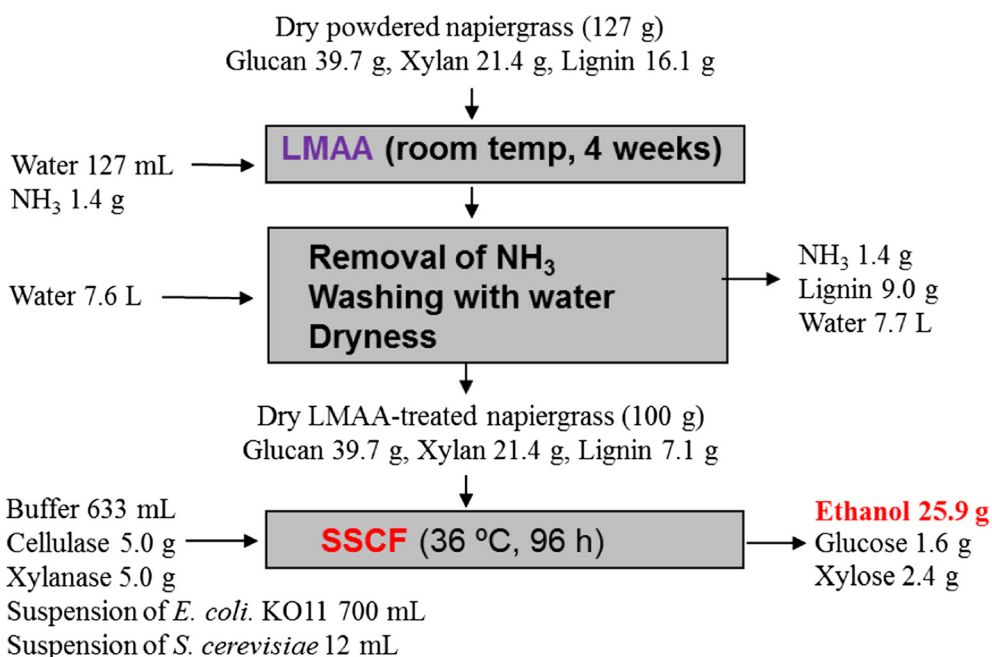 Dry powdered napiergrass (127 g)
Glucan 39.7 g, Xylan 21.4 g, Lignin 16.1 g
LMAA (room temp, 4 weeks)
Water 127 mL
NH₃ 1.4 g
Removal of NH₃
Washing with water
Dryness
Water 7.6 L
NH₃ 1.4 g
Lignin 9.0 g
Water 7.7 L
Dry LMAA-treated napiergrass (100 g)
Glucan 39.7 g, Xylan 21.4 g, Lignin 7.1 g
Buffer 633 mL
Cellulase 5.0 g
Xylanase 5.0 g
Suspension of E. coli. KO11 700 mL
Suspension of S. cerevisiae 12 mL
SSCF (36 ºC, 96 h)
Ethanol 25.9 g
Glucose 1.6 g
Xylose 2.4 g